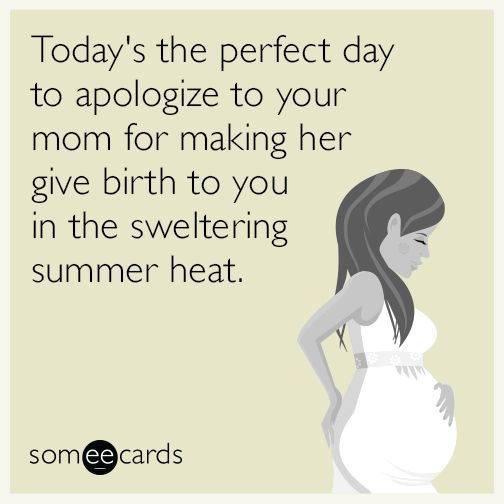 Today's the perfect day
to apologize to your
mom for making her
give birth to you
in the sweltering
summer heat.
someecards